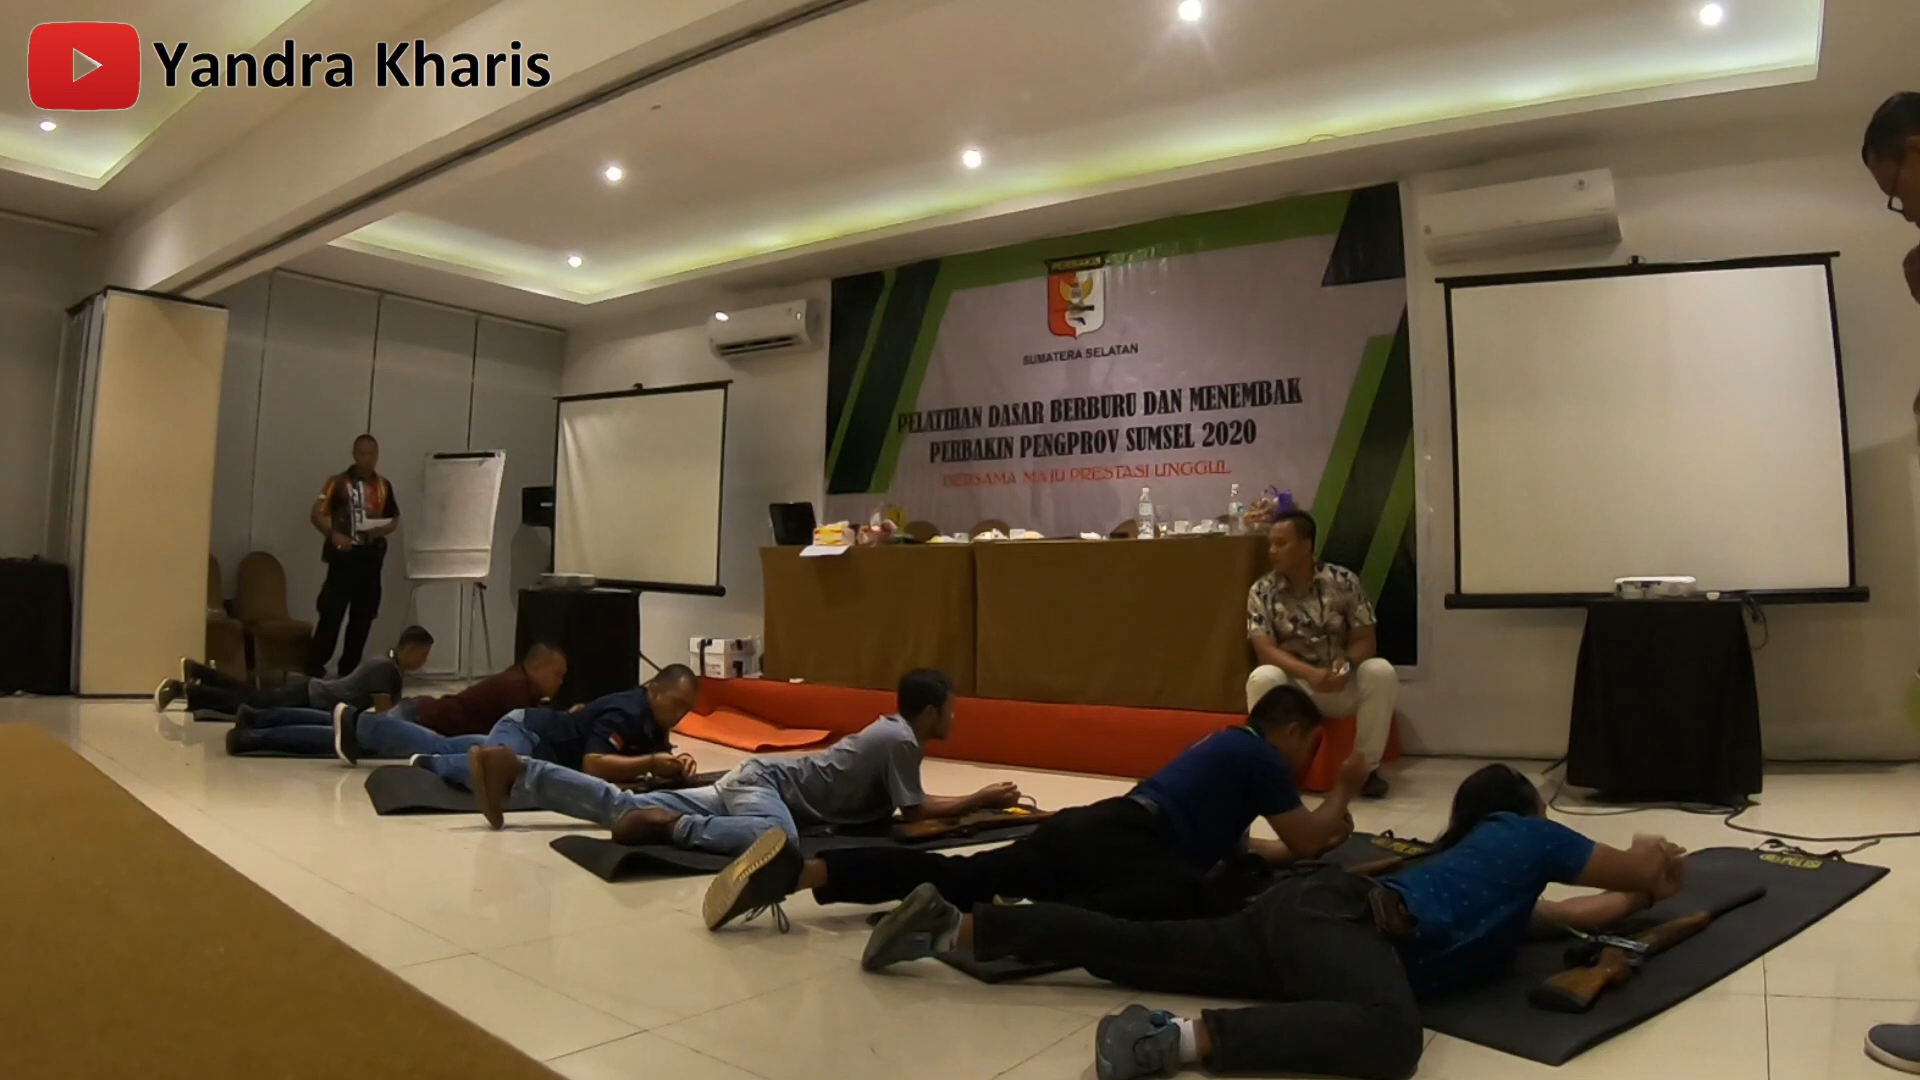 Yandra Kharis
PERBAKIN
SUMATERA SELATAN
PELATIHAN DASAR BERBURU DAN MENEMBAK
PERBAKIN PENGPROV SUMSEL 2020
BERSAMA MAJU PRESTASI UNGGUL